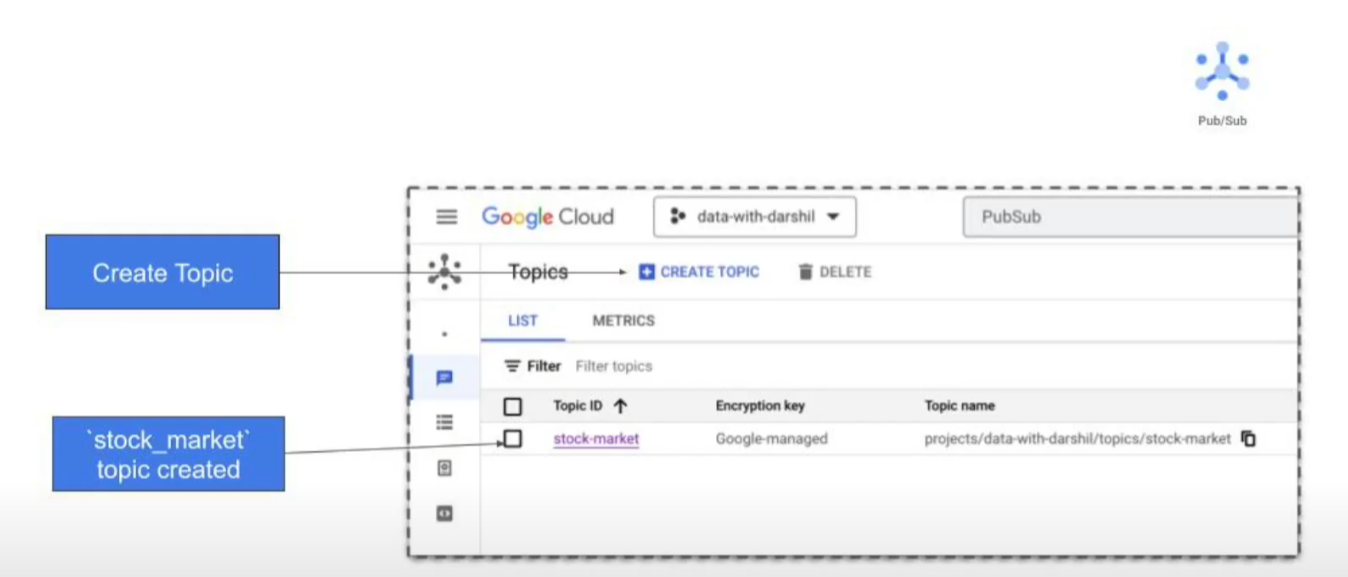 Pub/Sub
Google Cloud
data-with-darshil
PubSub
Create Topic
Topics
CREATE TOPIC
DELETE
LIST
METRICS
Filter
Filter topics
Topic ID
Encryption key
Topic name
`stock_market`
topic created
stock-market
Google-managed
projects/data-with-darshil/topics/stock-market